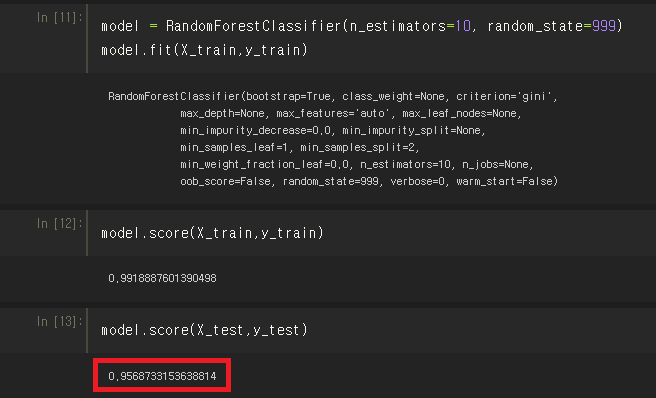 In [11]:
model = RandomForestClassifier(n_estimators=10, random_state=999)
model.fit(X_train,y_train)
RandomForestClassifier(bootstrap=True, class_weight=None, criterion='gini',
max_depth=None, max_features='auto', max_leaf_nodes=None,
min_impurity_decrease=0.0, min_impurity_split=None,
min_samples_leaf=1, min_samples_split=2,
min_weight_fraction_leaf=0.0, n_estimators=10, n_jobs=None,
oob_score=False, random_state=999, verbose=0, warm_start=False)
In [12]:
model.score(X_train,y_train)
0.9918887601390498
In [13]:
model.score(X_test,y_test)
0.9568733153638814